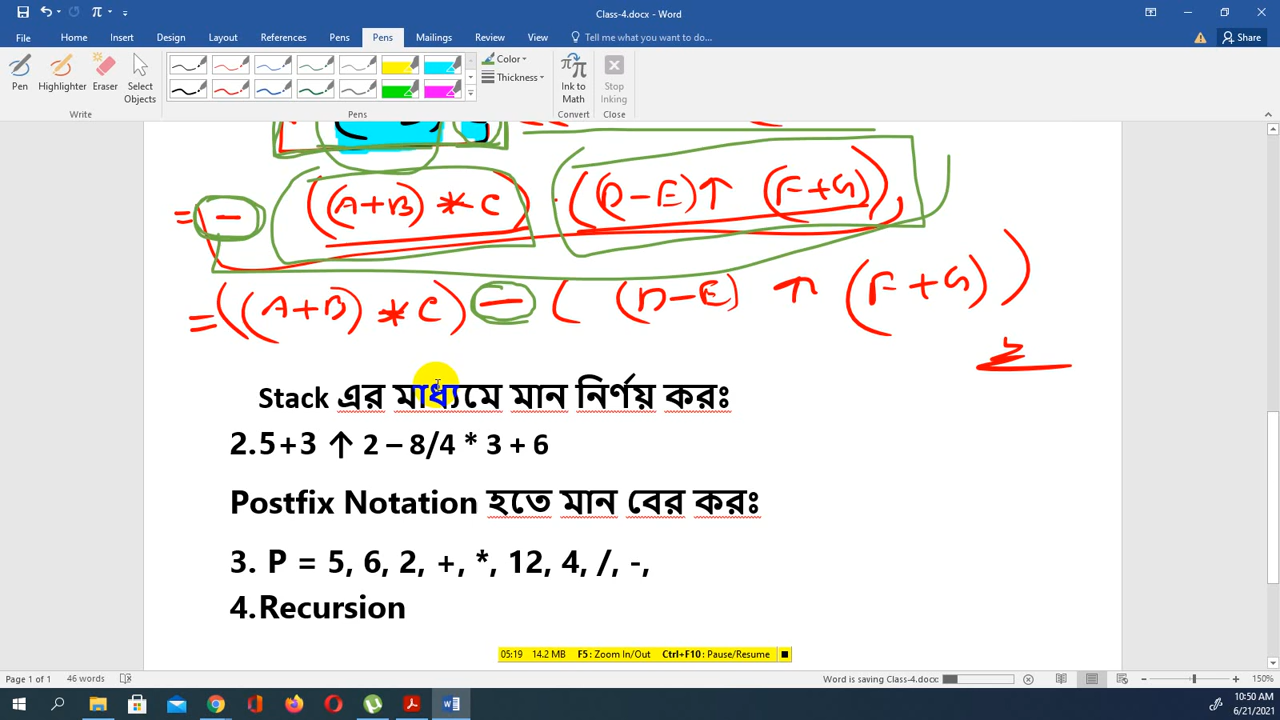 Class-4.docx - Word
File Home Insert Draw Design Layout References Pens Pens Mailings Tell me what you want to do... Share
Pen Highlighter Eraser Select Objects Color Thickness Ink to Math Stop Inking
Write Pens Convert Close
= - ((A+B) * C) ((D-E)↑ (F+G))
= ((A+B) * C) - ( (D-E) ↑ (F+G) )
Stack এর মাধ্যমে মান নির্ণয় করঃ
2.5+3 ↑ 2 – 8/4 * 3 + 6
Postfix Notation হতে মান বের করঃ
3. P = 5, 6, 2, +, *, 12, 4, /, -,
4.Recursion
05:19 14.2 MB F5 : Zoom In/Out Ctrl+F10 : Pause/Resume
Page 1 of 1 46 words Word is saving Class-4.docx: 150%
10:50 AM
6/21/2021